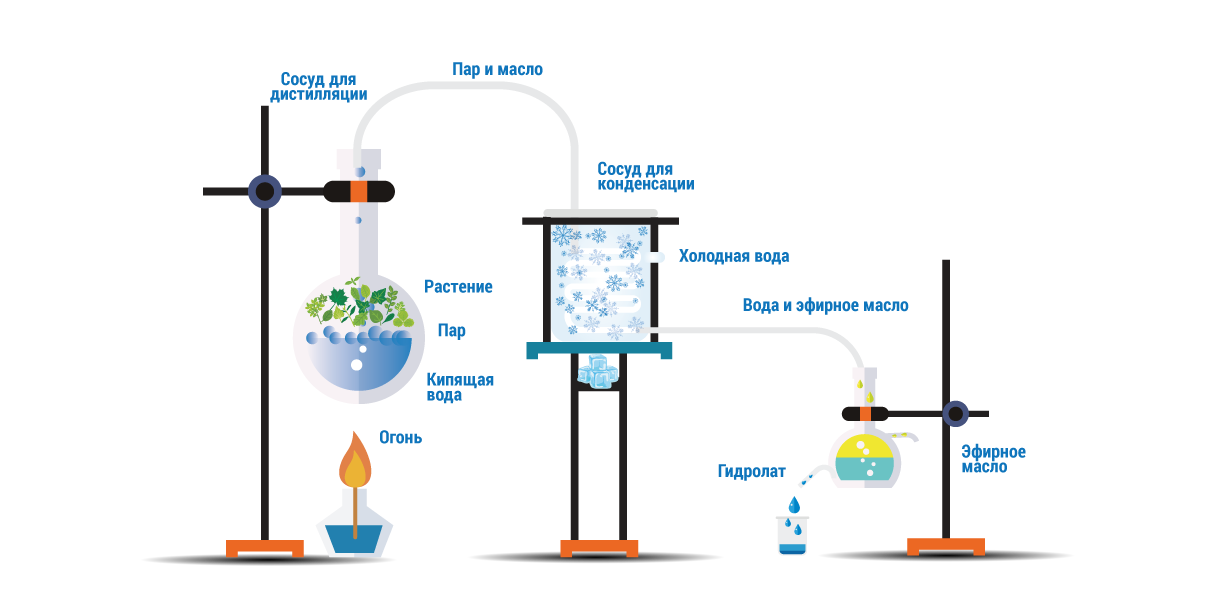 Пар и масло
Сосуд для
дистилляции
Сосуд для
конденсации
Холодная вода
Растение
Вода и эфирное масло
Пар
Кипящая
вода
Огонь
Эфирное
масло
Гидролат